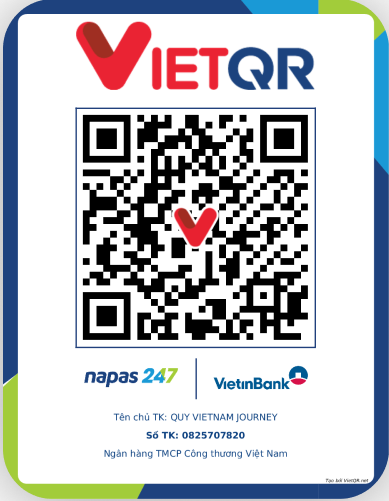 VIETQR
napas 247
VietinBank
Tên chủ TK: QUY VIETNAM JOURNEY
Số TK: 0825707820
Ngân hàng TMCP Công thương Việt Nam
Tạo bởi VietQR.net